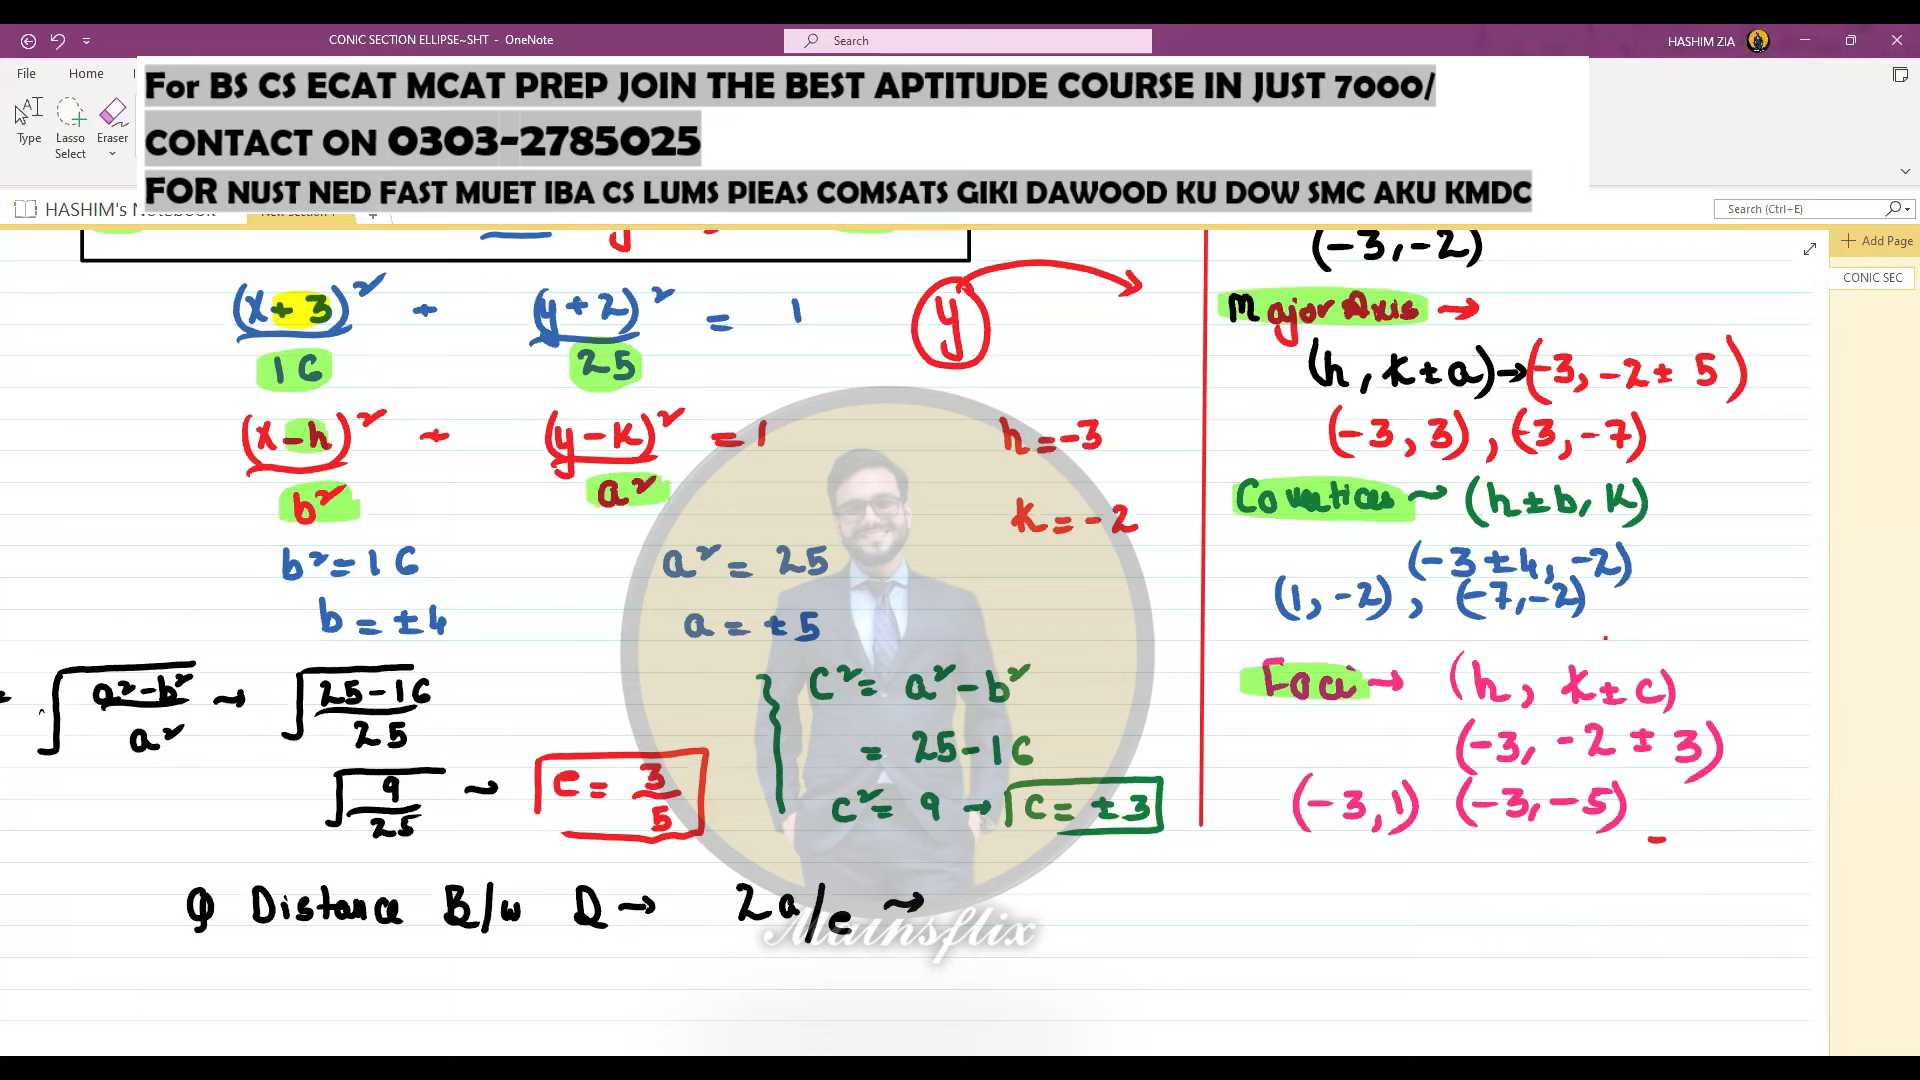 CONIC SECTION ELLIPSE~SHT - OneNote
Search
HASHIM ZIA
File
Home
For BS CS ECAT MCAT PREP JOIN THE BEST APTITUDE COURSE IN JUST 7000/
CONTACT ON 0303-2785025
FOR NUST NED FAST MUET IBA CS LUMS PIEAS COMSATS GIKI DAWOOD KU DOW SMC AKU KMDC
Type
Lasso Select
Eraser
HASHIM's
Search (Ctrl+E)
Add Page
CONIC SEC
(x+3)²/16 + (y+2)²/25 = 1
y
(x-h)²/b² + (y-k)²/a² = 1
h = -3
k = -2
b² = 16
a² = 25
b = ±4
a = ±5
√(a²-b²/a²) → √(25-16/25)
√(9/25) → e = 3/5
c² = a²-b²
= 25-16
c² = 9 → c = ±3
Distance B/w D → 2a/e →
(-3,-2)
Major Axis →
(h, k±a) → (-3, -2±5)
(-3, 3), (-3, -7)
Covertices → (h±b, k)
(-3±4, -2)
(1, -2), (-7, -2)
Foci → (h, k±c)
(-3, -2±3)
(-3, 1) (-3, -5)
Mainsflix